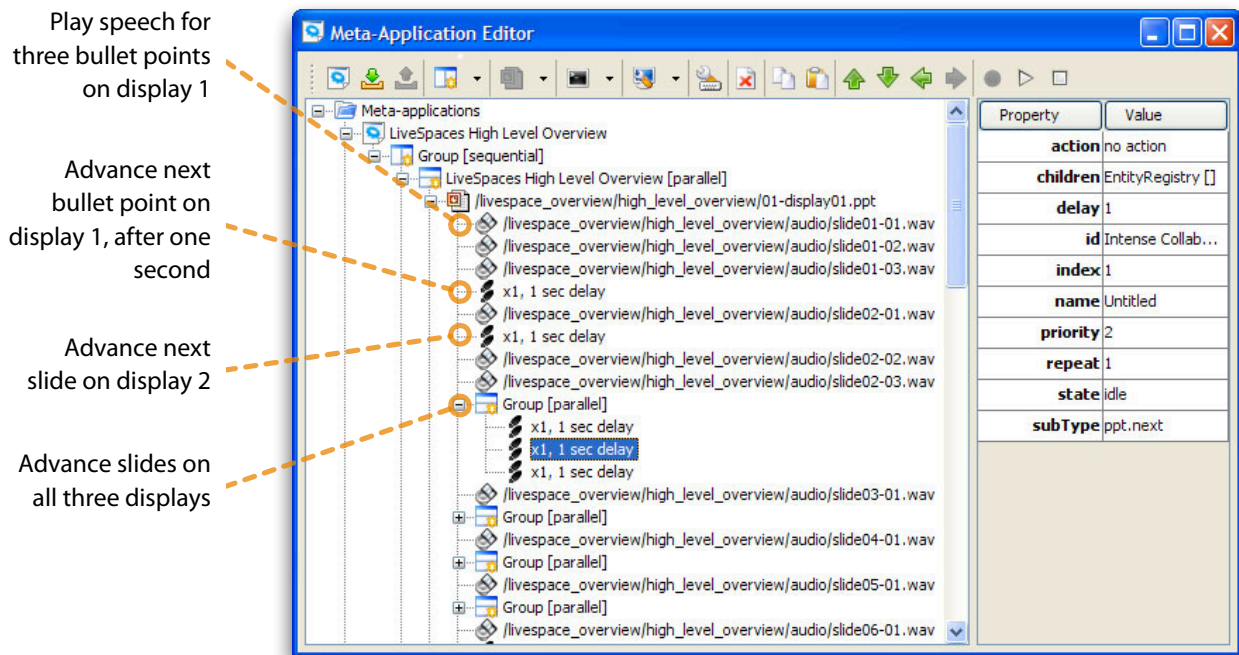 Play speech for
three bullet points
on display 1
Advance next
bullet point on
display 1, after one
second
Advance next
slide on display 2
Advance slides on
all three displays
Meta-Application Editor
Meta-applications
LiveSpaces High Level Overview
Group [sequential]
LiveSpaces High Level Overview [parallel]
/livespace_overview/high_level_overview/01-display01.ppt
/livespace_overview/high_level_overview/audio/slide01-01.wav
/livespace_overview/high_level_overview/audio/slide01-02.wav
/livespace_overview/high_level_overview/audio/slide01-03.wav
x1, 1 sec delay
/livespace_overview/high_level_overview/audio/slide02-01.wav
x1, 1 sec delay
/livespace_overview/high_level_overview/audio/slide02-02.wav
/livespace_overview/high_level_overview/audio/slide02-03.wav
Group [parallel]
x1, 1 sec delay
x1, 1 sec delay
x1, 1 sec delay
/livespace_overview/high_level_overview/audio/slide03-01.wav
Group [parallel]
/livespace_overview/high_level_overview/audio/slide04-01.wav
Group [parallel]
/livespace_overview/high_level_overview/audio/slide05-01.wav
Group [parallel]
/livespace_overview/high_level_overview/audio/slide06-01.wav
Property Value
action no action
children EntityRegistry []
delay 1
id Intense Collab...
index 1
name Untitled
priority 2
repeat 1
state idle
subType ppt.next